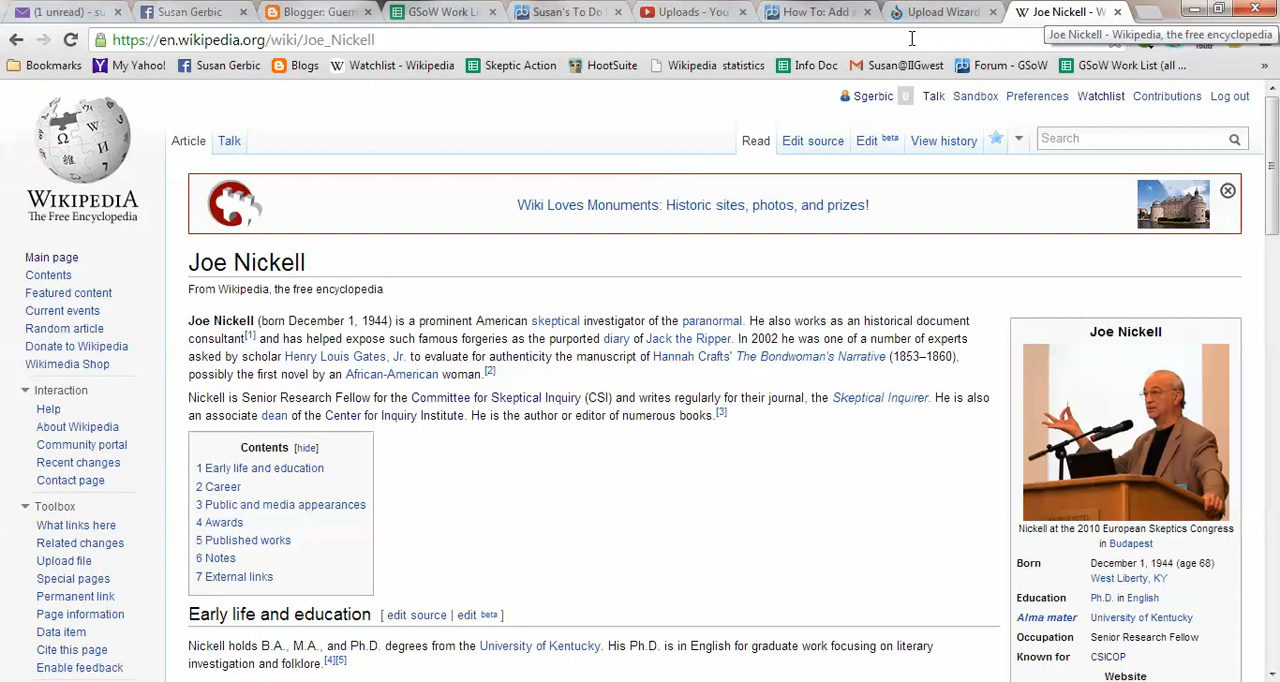 (1 unread) - su
Susan Gerbic
Blogger: Guer
GSoW Work Li
Susan's To Do
Uploads - You
How To: Add a
Upload Wizard
Joe Nickell - W
https://en.wikipedia.org/wiki/Joe_Nickell
Joe Nickell - Wikipedia, the free encyclopedia
Bookmarks
My Yahoo!
Susan Gerbic
Blogs
Watchlist - Wikipedia
Skeptic Action
HootSuite
Wikipedia statistics
Info Doc
Susan@IIGwest
Forum - GSoW
GSoW Work List (all ...
»
Sgerbic 0 Talk Sandbox Preferences Watchlist Contributions Log out
Article Talk
Read Edit source Edit beta View history
Search
WIKIPEDIA
The Free Encyclopedia
Main page
Contents
Featured content
Current events
Random article
Donate to Wikipedia
Wikimedia Shop
Interaction
Help
About Wikipedia
Community portal
Recent changes
Contact page
Toolbox
What links here
Related changes
Upload file
Special pages
Permanent link
Page information
Data item
Cite this page
Enable feedback
Wiki Loves Monuments: Historic sites, photos, and prizes!
Joe Nickell
From Wikipedia, the free encyclopedia
Joe Nickell (born December 1, 1944) is a prominent American skeptical investigator of the paranormal. He also works as an historical document
consultant[1] and has helped expose such famous forgeries as the purported diary of Jack the Ripper. In 2002 he was one of a number of experts
asked by scholar Henry Louis Gates, Jr. to evaluate for authenticity the manuscript of Hannah Crafts' The Bondwoman's Narrative (1853–1860),
possibly the first novel by an African-American woman.[2]
Nickell is Senior Research Fellow for the Committee for Skeptical Inquiry (CSI) and writes regularly for their journal, the Skeptical Inquirer. He is also
an associate dean of the Center for Inquiry Institute. He is the author or editor of numerous books.[3]
Contents [hide]
1 Early life and education
2 Career
3 Public and media appearances
4 Awards
5 Published works
6 Notes
7 External links
Early life and education [ edit source | edit beta ]
Nickell holds B.A., M.A., and Ph.D. degrees from the University of Kentucky. His Ph.D. is in English for graduate work focusing on literary
investigation and folklore.[4][5]
Joe Nickell
Nickell at the 2010 European Skeptics Congress
in Budapest
Born December 1, 1944 (age 68)
West Liberty, KY
Education Ph.D. in English
Alma mater University of Kentucky
Occupation Senior Research Fellow
Known for CSICOP
Website